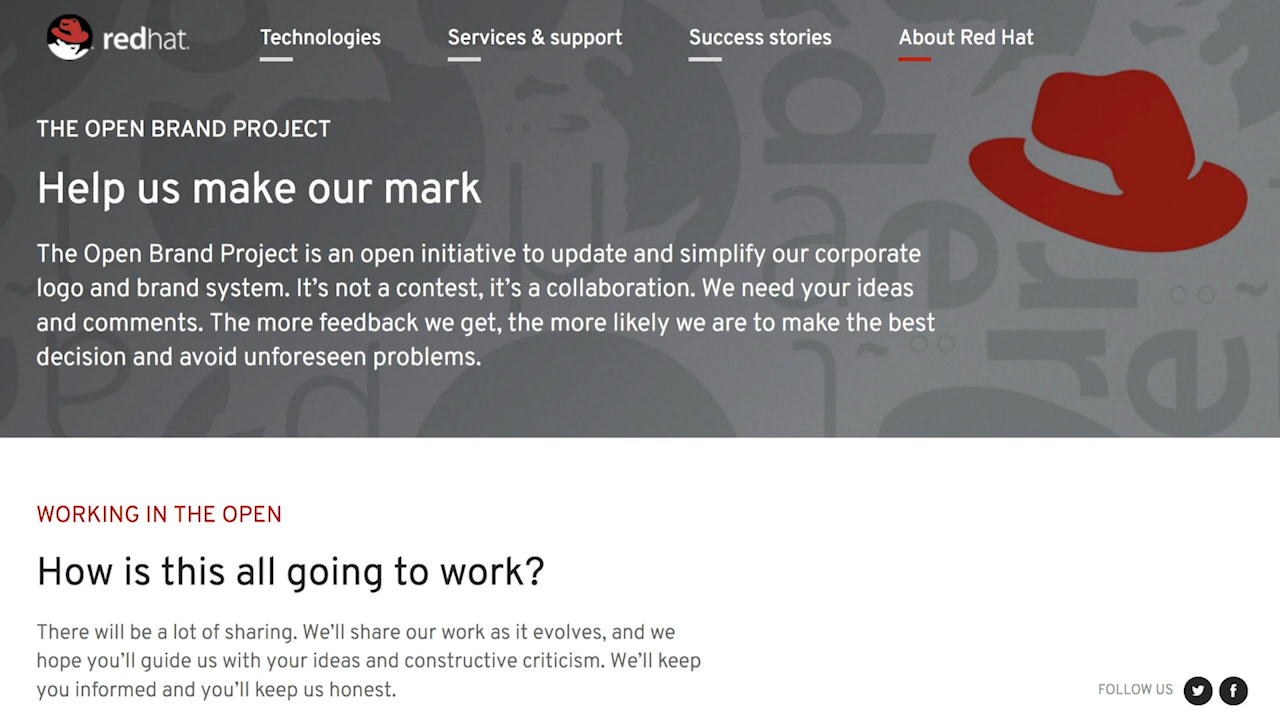 redhat.
Technologies
Services & support
Success stories
About Red Hat
THE OPEN BRAND PROJECT
Help us make our mark
The Open Brand Project is an open initiative to update and simplify our corporate
logo and brand system. It’s not a contest, it’s a collaboration. We need your ideas
and comments. The more feedback we get, the more likely we are to make the best
decision and avoid unforeseen problems.
WORKING IN THE OPEN
How is this all going to work?
There will be a lot of sharing. We’ll share our work as it evolves, and we
hope you’ll guide us with your ideas and constructive criticism. We’ll keep
you informed and you’ll keep us honest.
FOLLOW US